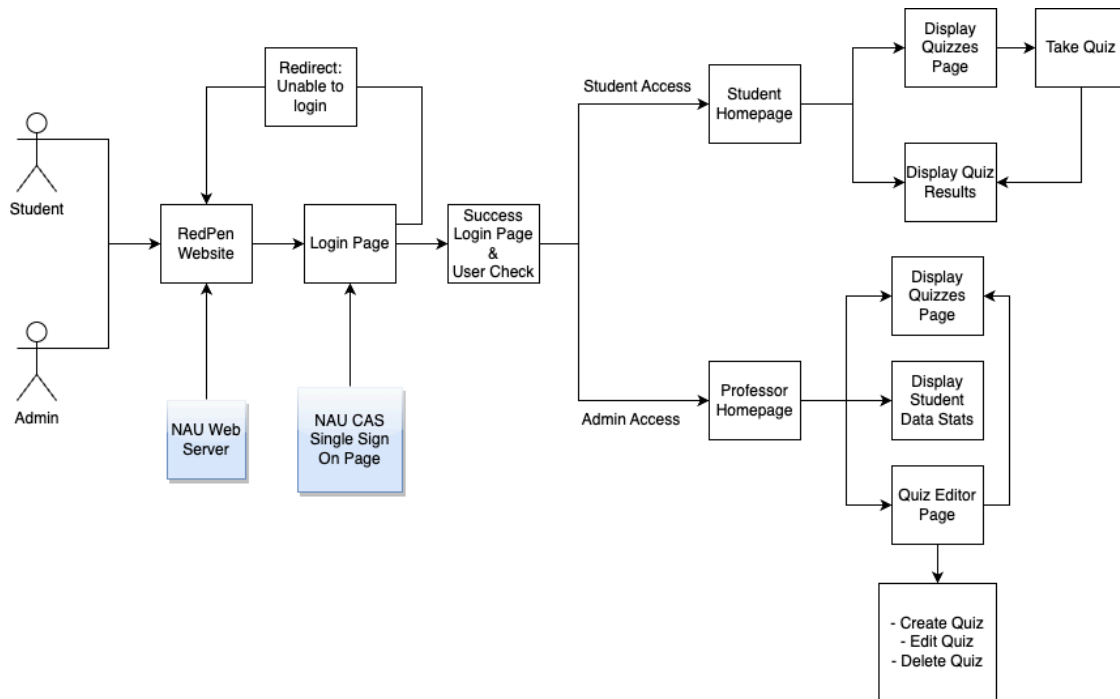 Redirect:
Unable to
login
Student
Admin
RedPen
Website
Login Page
Success
Login Page
&
User Check
NAU Web
Server
NAU CAS
Single Sign
On Page
Student Access
Student
Homepage
Display
Quizzes
Page
Take Quiz
Display Quiz
Results
Admin Access
Professor
Homepage
Display
Quizzes
Page
Display
Student
Data Stats
Quiz Editor
Page
- Create Quiz
- Edit Quiz
- Delete Quiz